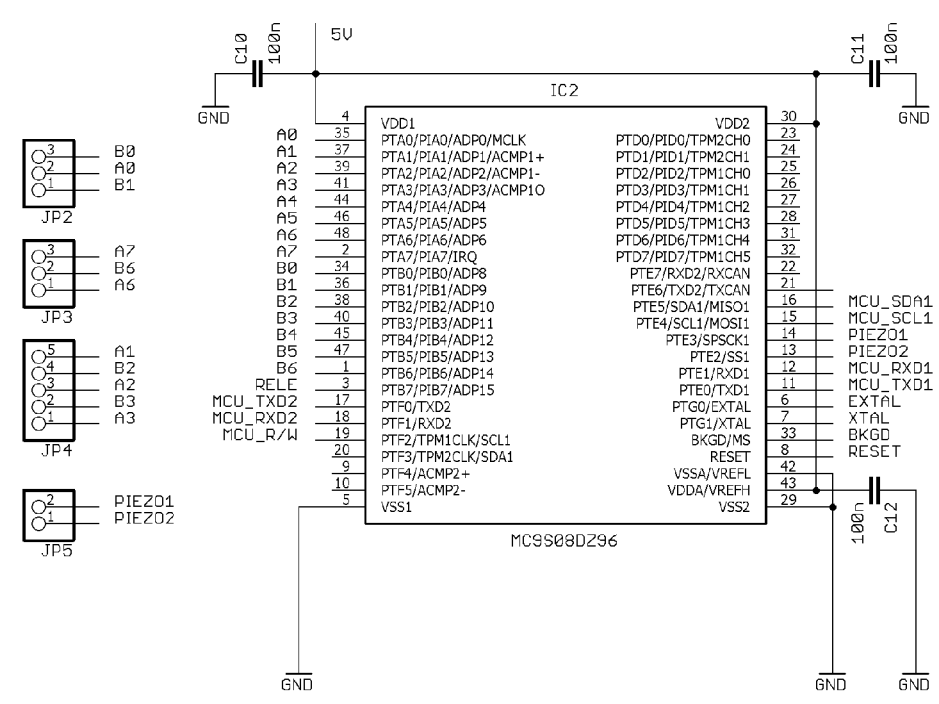 C10 100n 5V C11 100n
GND IC2 GND
JP2
3 B0
2 A0
1 B1
JP3
3 A7
2 B6
1 A6
JP4
5 A1
4 B2
3 A2
2 B3
1 A3
JP5
2 PIEZO1
1 PIEZO2
4 VDD1
A0 35 PTA0/PIA0/ADP0/MCLK
A1 37 PTA1/PIA1/ADP1/ACMP1+
A2 39 PTA2/PIA2/ADP2/ACMP1-
A3 41 PTA3/PIA3/ADP3/ACMP1O
A4 44 PTA4/PIA4/ADP4
A5 46 PTA5/PIA5/ADP5
A6 48 PTA6/PIA6/ADP6
A7 2 PTA7/PIA7/IRQ
B0 34 PTB0/PIB0/ADP8
B1 36 PTB1/PIB1/ADP9
B2 38 PTB2/PIB2/ADP10
B3 40 PTB3/PIB3/ADP11
B4 45 PTB4/PIB4/ADP12
B5 47 PTB5/PIB5/ADP13
B6 1 PTB6/PIB6/ADP14
RELE 3 PTB7/PIB7/ADP15
MCU_TXD2 17 PTF0/TXD2
MCU_RXD2 18 PTF1/RXD2
MCU_R/W 19 PTF2/TPM1CLK/SCL1
20 PTF3/TPM2CLK/SDA1
9 PTF4/ACMP2+
10 PTF5/ACMP2-
5 VSS1
VDD2 30
PTD0/PID0/TPM2CH0 23
PTD1/PID1/TPM2CH1 24
PTD2/PID2/TPM1CH0 25
PTD3/PID3/TPM1CH1 26
PTD4/PID4/TPM1CH2 27
PTD5/PID5/TPM1CH3 28
PTD6/PID6/TPM1CH4 31
PTD7/PID7/TPM1CH5 32
PTE7/RXD2/RXCAN 22
PTE6/TXD2/TXCAN 21
PTE5/SDA1/MISO1 16 MCU_SDA1
PTE4/SCL1/MOSI1 15 MCU_SCL1
PTE3/SPSCK1 14 PIEZO1
PTE2/SS1 13 PIEZO2
PTE1/RXD1 12 MCU_RXD1
PTE0/TXD1 11 MCU_TXD1
PTG0/EXTAL 6 EXTAL
PTG1/XTAL 7 XTAL
BKGD/MS 33 BKGD
RESET 8 RESET
VSSA/VREFL 42
VDDA/VREFH 43
VSS2 29
100n C12
MC9S08DZ96
GND GND GND